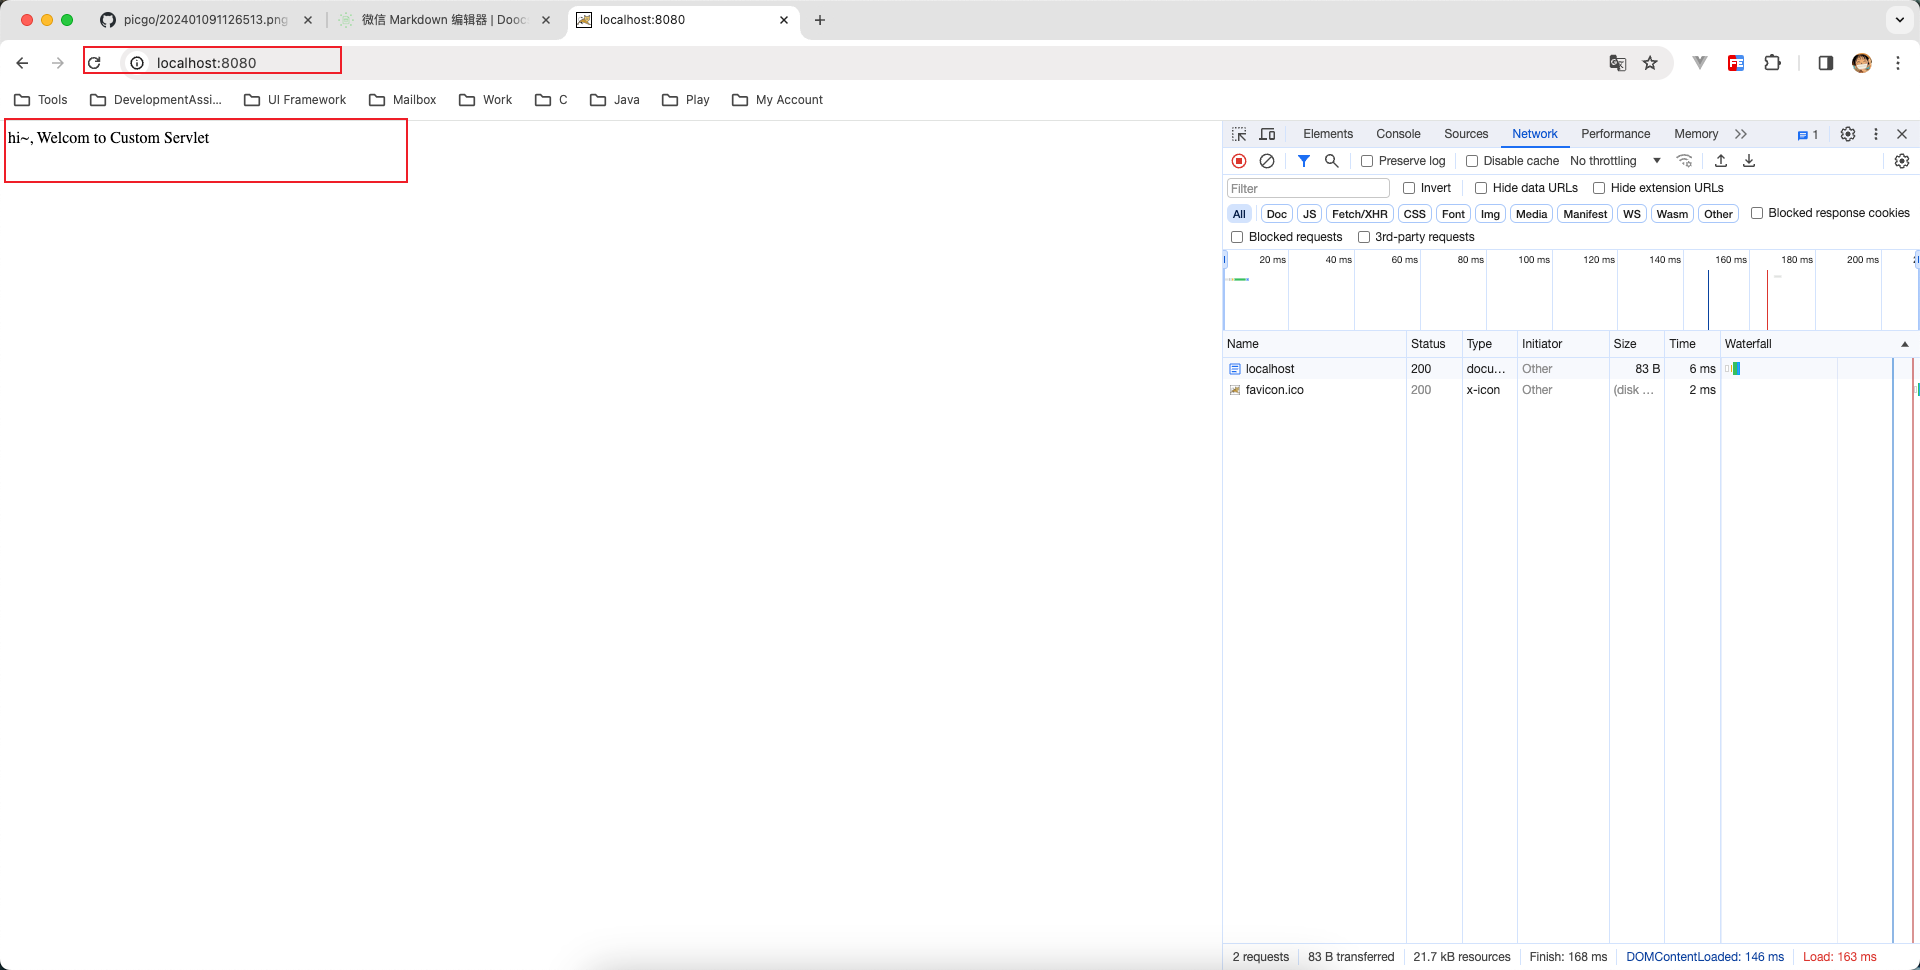 picgo/202401091126513.png
微信 Markdown 编辑器 | Dooc
localhost:8080
localhost:8080
Tools
DevelopmentAssi...
UI Framework
Mailbox
Work
C
Java
Play
My Account
hi~, Welcom to Custom Servlet
Elements
Console
Sources
Network
Performance
Memory
1
Preserve log
Disable cache
No throttling
Filter
Invert
Hide data URLs
Hide extension URLs
All
Doc
JS
Fetch/XHR
CSS
Font
Img
Media
Manifest
WS
Wasm
Other
Blocked response cookies
Blocked requests
3rd-party requests
20 ms
40 ms
60 ms
80 ms
100 ms
120 ms
140 ms
160 ms
180 ms
200 ms
Name Status Type Initiator Size Time Waterfall
localhost 200 docu... Other 83 B 6 ms
favicon.ico 200 x-icon Other (disk ... 2 ms
2 requests
83 B transferred
21.7 kB resources
Finish: 168 ms
DOMContentLoaded: 146 ms
Load: 163 ms